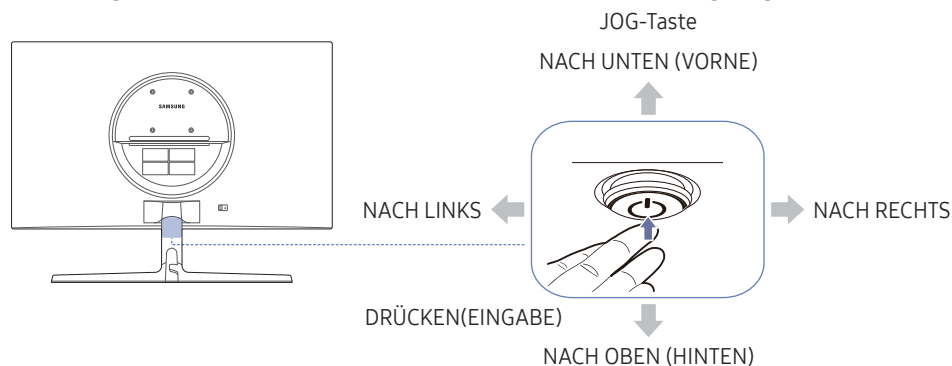 JOG-Taste
NACH UNTEN (VORNE)
SAMSUNG
NACH LINKS
NACH RECHTS
DRÜCKEN(EINGABE)
NACH OBEN (HINTEN)